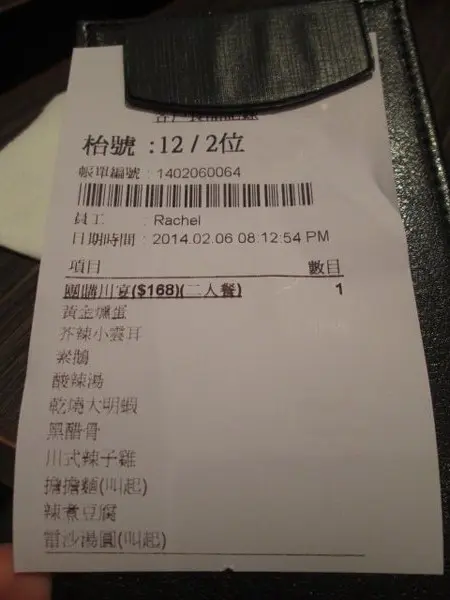 枱號 : 12 / 2位
帳單編號 : 1402060064
員工 : Rachel
日期時間 : 2014.02.06 08:12:54 PM
項目 數目
團購川宴($168)(二人餐) 1
黃金燻蛋
芥辣小雲耳
素鵝
酸辣湯
乾燒大明蝦
黑醋骨
川式辣子雞
擔擔麵(叫起)
辣煮豆腐
雷沙湯圓(叫起)